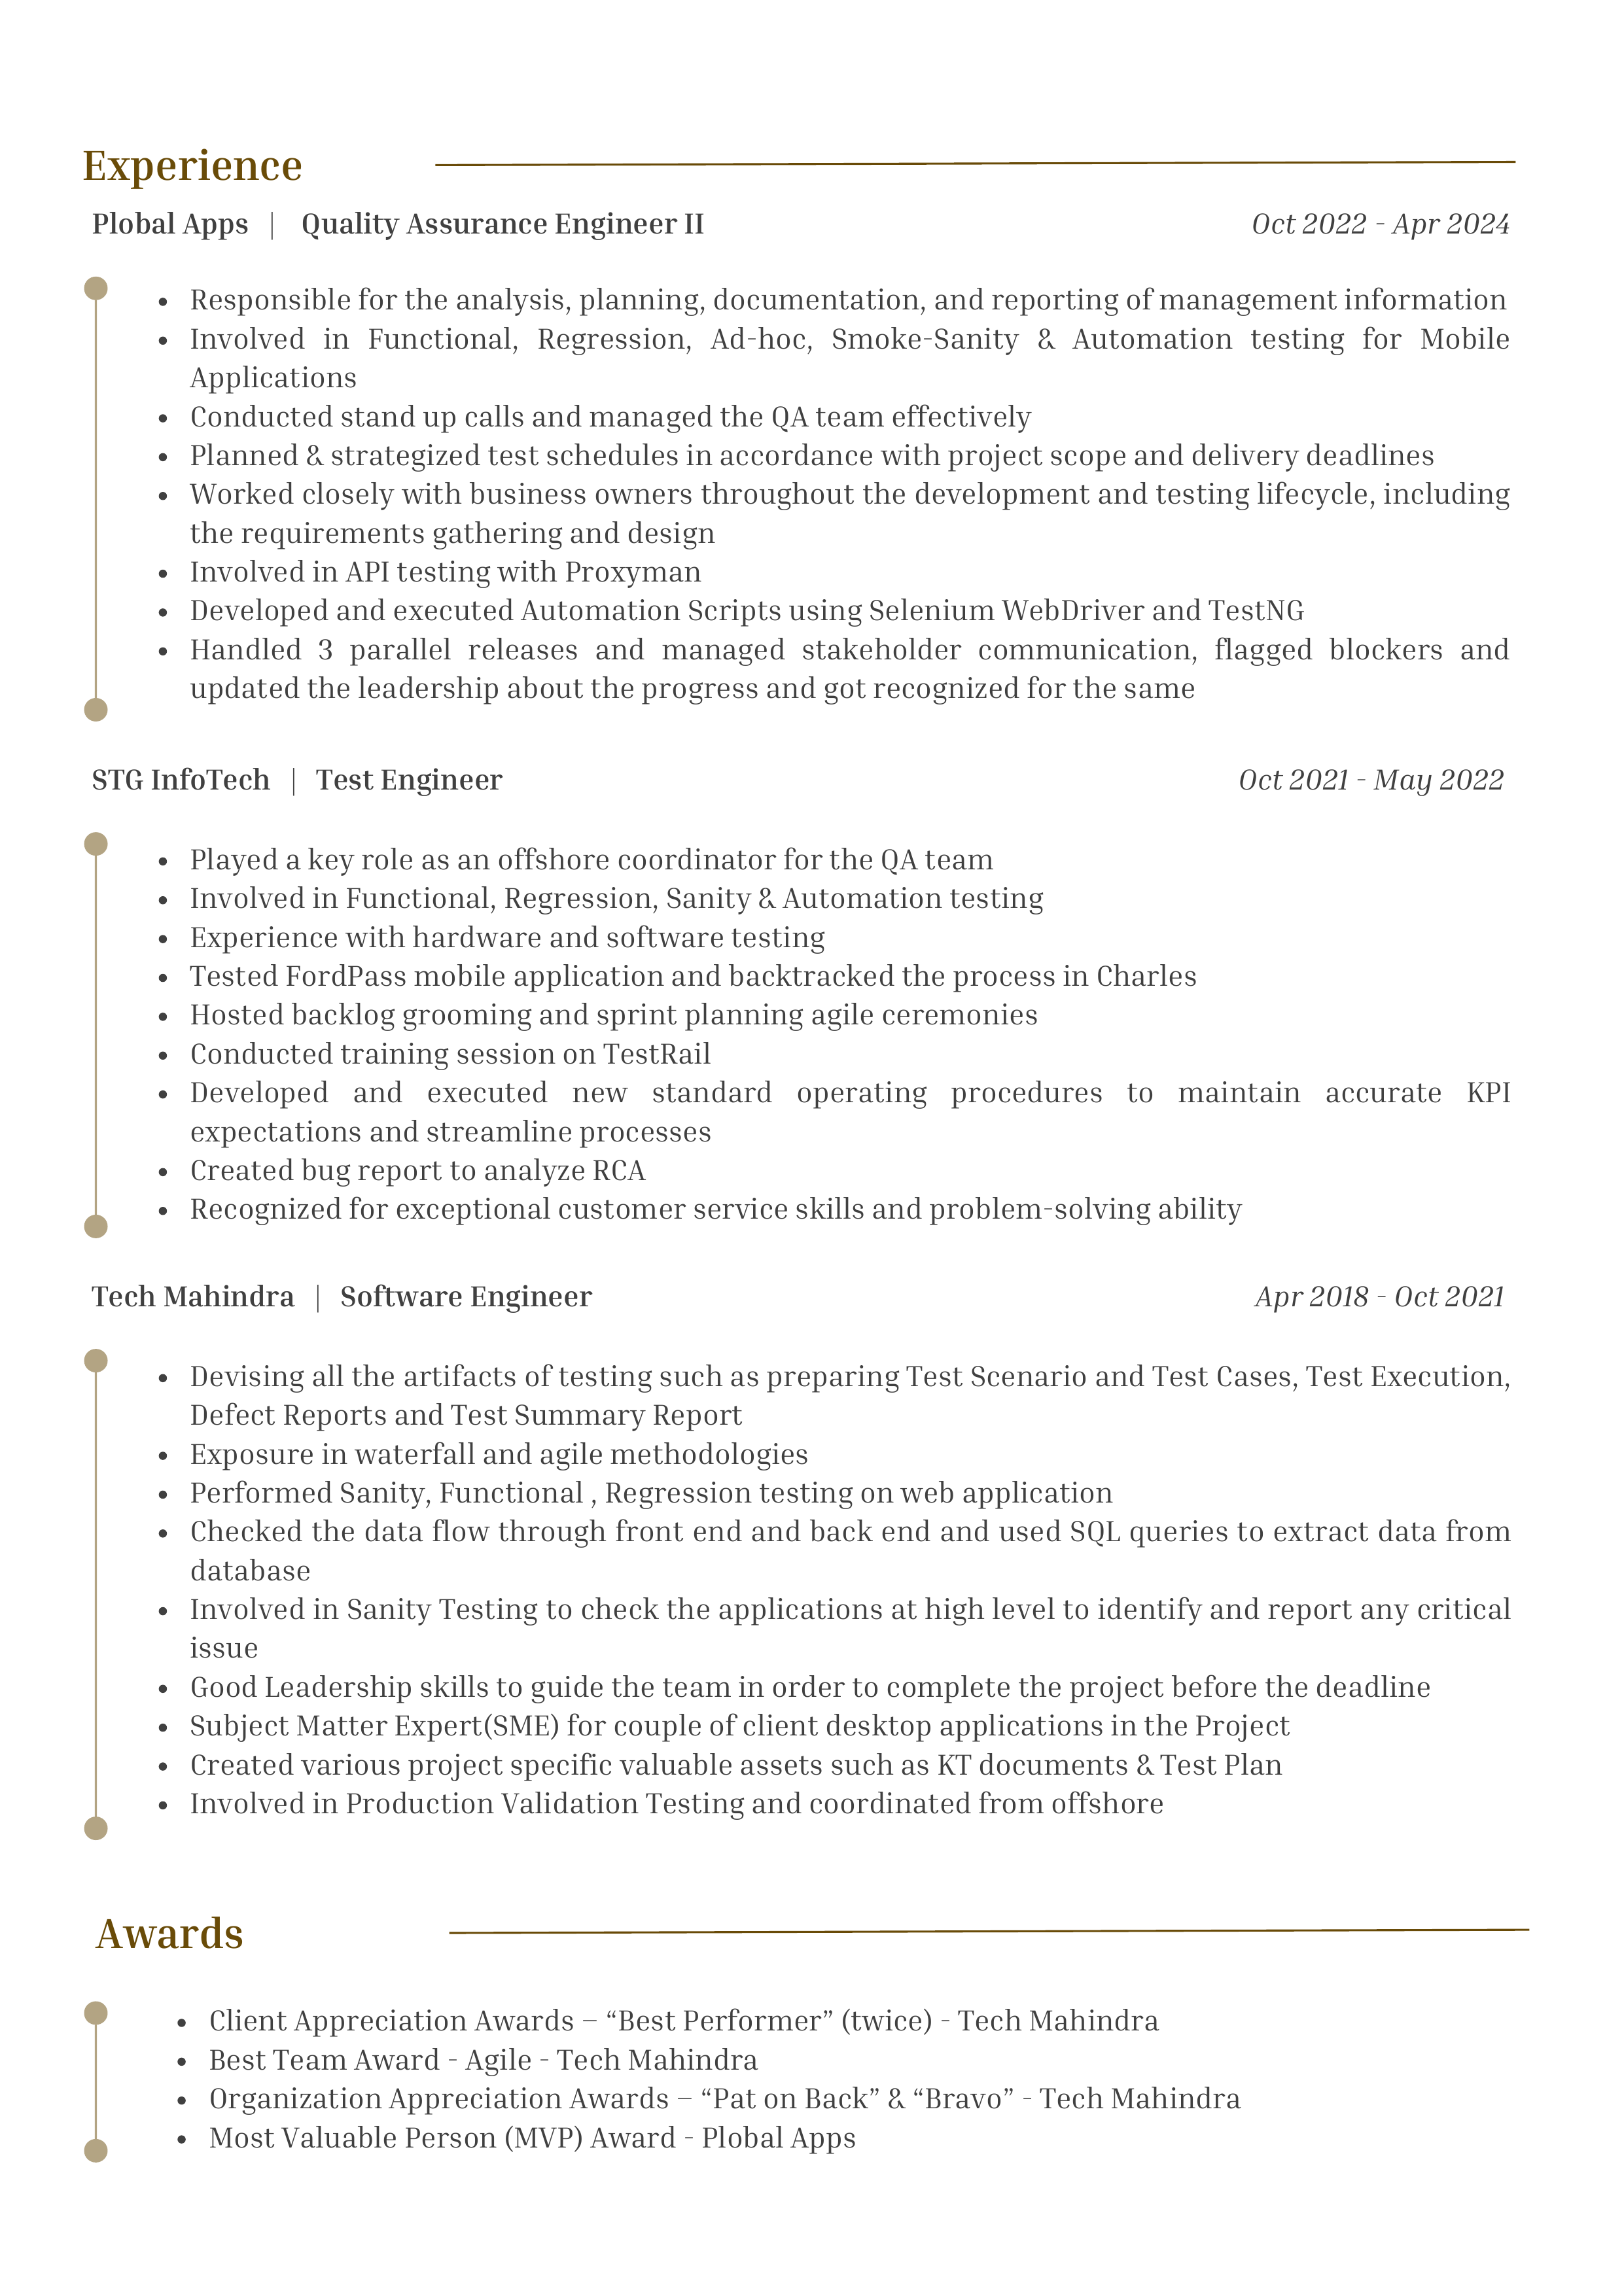 Experience
Plobal Apps | Quality Assurance Engineer II Oct 2022 - Apr 2024
• Responsible for the analysis, planning, documentation, and reporting of management information
• Involved in Functional, Regression, Ad-hoc, Smoke-Sanity & Automation testing for Mobile
Applications
• Conducted stand up calls and managed the QA team effectively
• Planned & strategized test schedules in accordance with project scope and delivery deadlines
• Worked closely with business owners throughout the development and testing lifecycle, including
the requirements gathering and design
• Involved in API testing with Proxyman
• Developed and executed Automation Scripts using Selenium WebDriver and TestNG
• Handled 3 parallel releases and managed stakeholder communication, flagged blockers and
updated the leadership about the progress and got recognized for the same
STG InfoTech | Test Engineer Oct 2021 - May 2022
• Played a key role as an offshore coordinator for the QA team
• Involved in Functional, Regression, Sanity & Automation testing
• Experience with hardware and software testing
• Tested FordPass mobile application and backtracked the process in Charles
• Hosted backlog grooming and sprint planning agile ceremonies
• Conducted training session on TestRail
• Developed and executed new standard operating procedures to maintain accurate KPI
expectations and streamline processes
• Created bug report to analyze RCA
• Recognized for exceptional customer service skills and problem-solving ability
Tech Mahindra | Software Engineer Apr 2018 - Oct 2021
• Devising all the artifacts of testing such as preparing Test Scenario and Test Cases, Test Execution,
Defect Reports and Test Summary Report
• Exposure in waterfall and agile methodologies
• Performed Sanity, Functional , Regression testing on web application
• Checked the data flow through front end and back end and used SQL queries to extract data from
database
• Involved in Sanity Testing to check the applications at high level to identify and report any critical
issue
• Good Leadership skills to guide the team in order to complete the project before the deadline
• Subject Matter Expert(SME) for couple of client desktop applications in the Project
• Created various project specific valuable assets such as KT documents & Test Plan
• Involved in Production Validation Testing and coordinated from offshore
Awards
• Client Appreciation Awards – “Best Performer” (twice) - Tech Mahindra
• Best Team Award - Agile - Tech Mahindra
• Organization Appreciation Awards – “Pat on Back” & “Bravo” - Tech Mahindra
• Most Valuable Person (MVP) Award - Plobal Apps